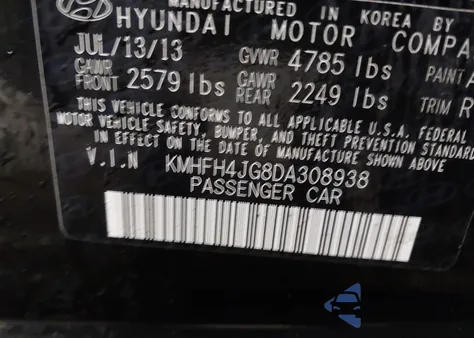 MANUFACTURED IN KOREA BY
HYUNDAI MOTOR COMPA
JUL/13/13 GVWR 4785 lbs PAINT
GAWR FRONT 2579 lbs GAWR REAR 2249 lbs TRIM
THIS VEHICLE CONFORMS TO ALL APPLICABLE U.S.A. FEDERAL
MOTOR VEHICLE SAFETY, BUMPER, AND THEFT PREVENTION STANDARD
IN EFFECT ON THE DATE OF MANUFACTURE SHOWN ABOVE
V.I.N KMHFH4JG8DA308938
PASSENGER CAR